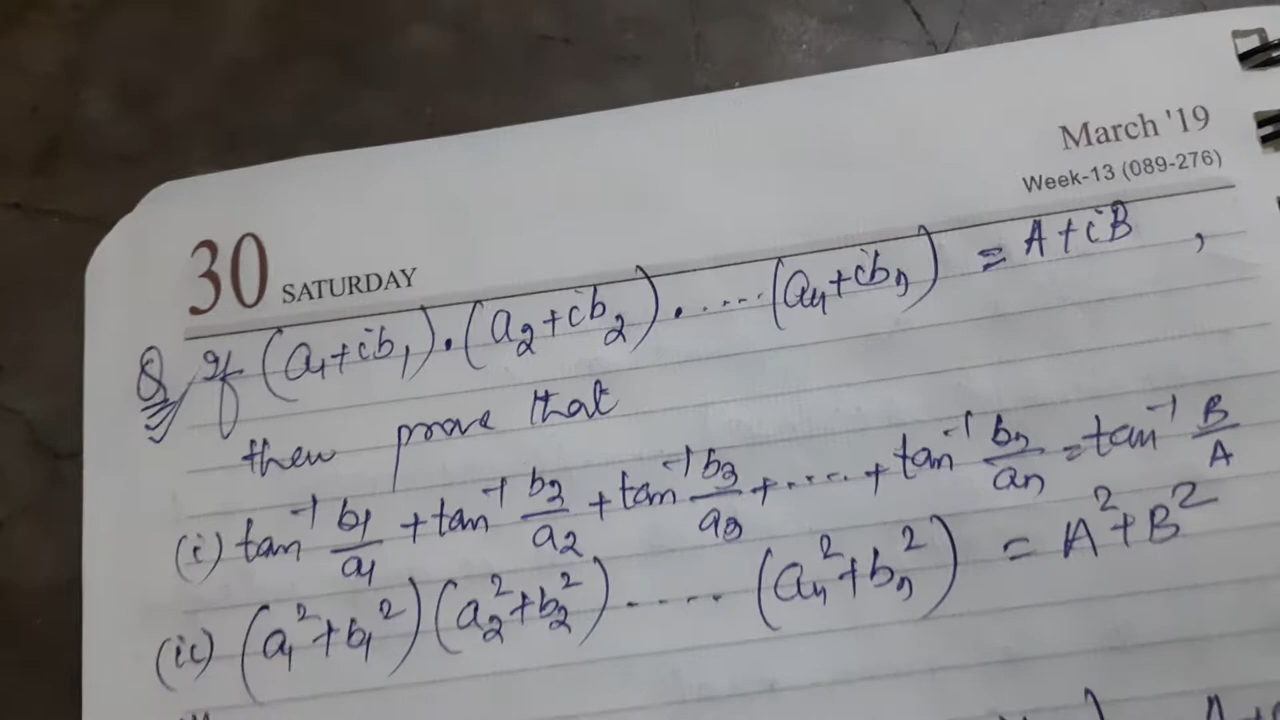 March '19
Week-13 (089-276)
30 SATURDAY
Q If (a₁+ib₁).(a₂+ib₂)......(aₙ+ibₙ) = A+iB ,
then prove that
(i) tan⁻¹ b₁/a₁ + tan⁻¹ b₂/a₂ + tan⁻¹ b₃/a₃ + ..... + tan⁻¹ bₙ/aₙ = tan⁻¹ B/A
(ii) (a₁²+b₁²)(a₂²+b₂²)......(aₙ²+bₙ²) = A²+B²